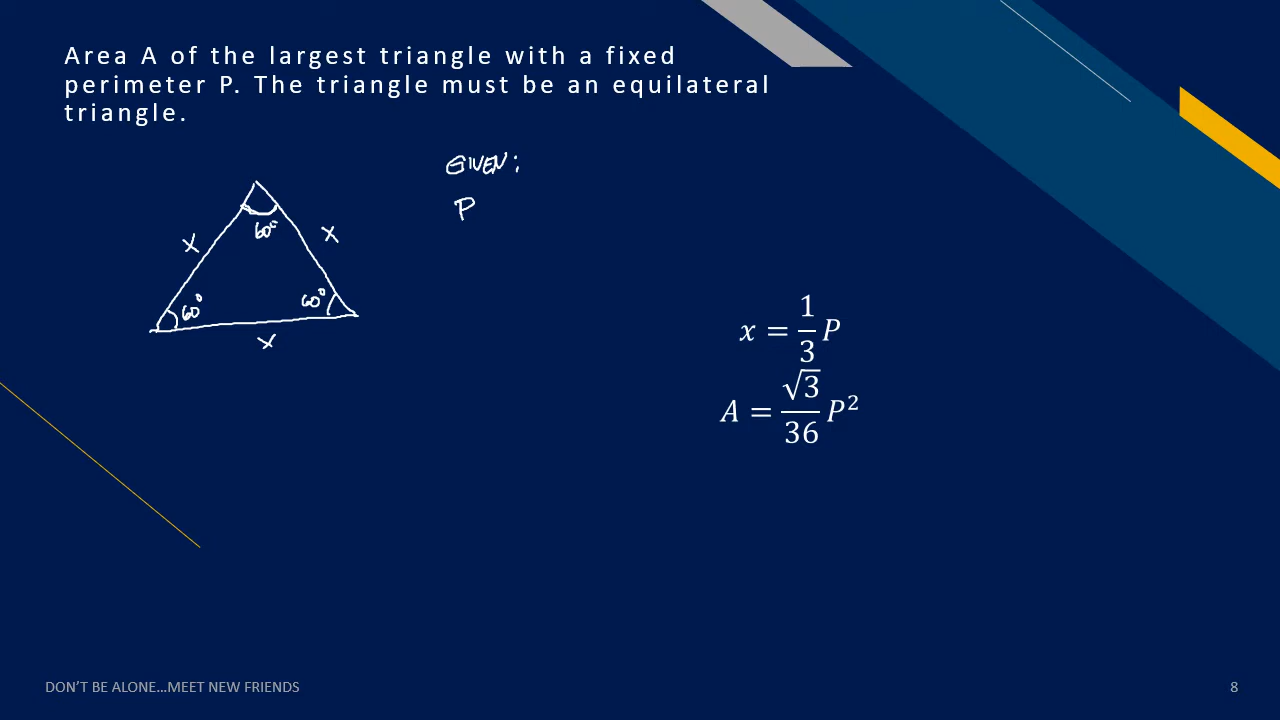 Area A of the largest triangle with a fixed
perimeter P. The triangle must be an equilateral
triangle.
GIVEN:
P
60°
x
x
60°
60°
x
x = 1/3 P
A = √3/36 P²
DON'T BE ALONE…MEET NEW FRIENDS
8